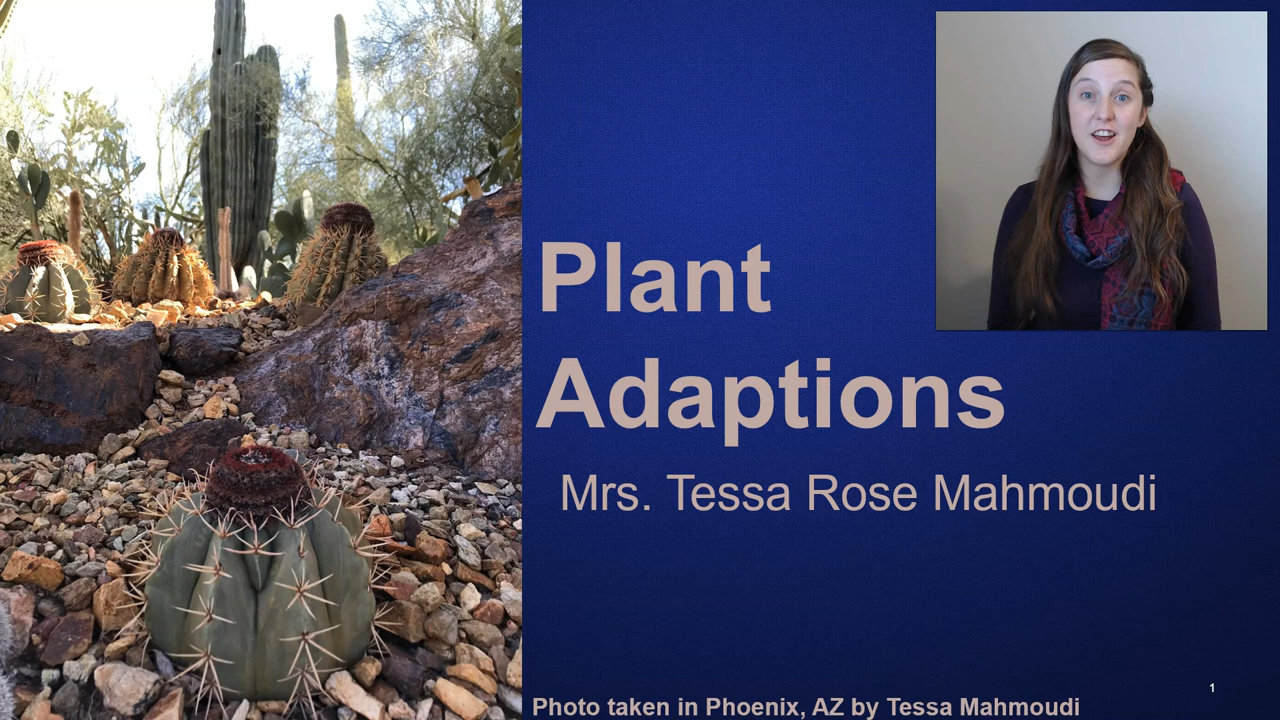 Plant
Adaptions
Mrs. Tessa Rose Mahmoudi
1
Photo taken in Phoenix, AZ by Tessa Mahmoudi